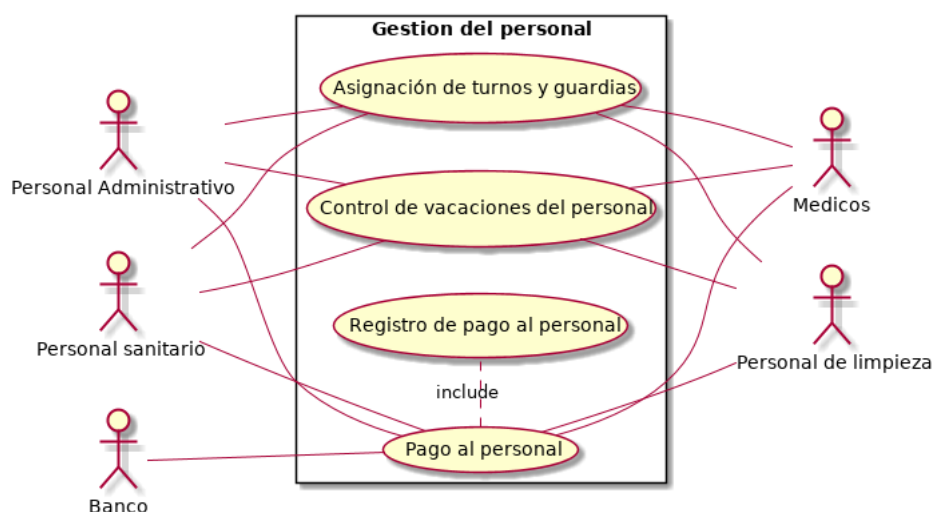 Gestion del personal
Asignación de turnos y guardias
Personal Administrativo
Medicos
Control de vacaciones del personal
Registro de pago al personal
Personal sanitario
Personal de limpieza
include
Pago al personal
Banco